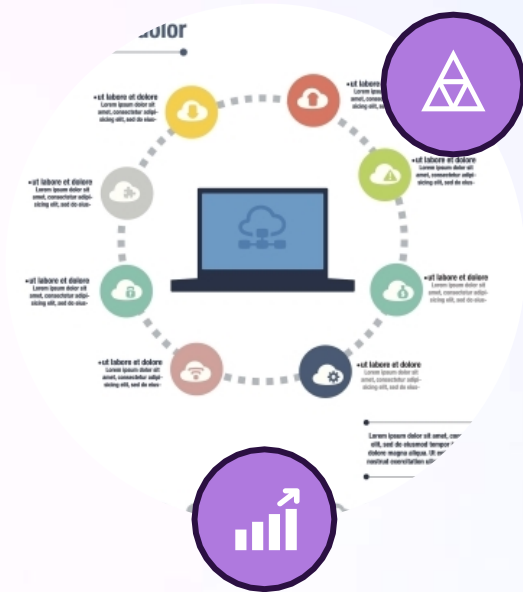 dolor
•ut labore et dolore
Lorem ipsum dolor sit
amet, consectetur adipi-
sicing elit, sed do eius-
•ut labore
Lorem
amet, cons
sicing
•ut labore et dolore
Lorem ipsum dolor sit
amet, consectetur adipi-
sicing elit, sed do eius-
•ut labore et dolore
Lorem ipsum dolor sit
amet, consectetur adipi-
sicing elit, sed do eius-
•ut labore et dolore
Lorem ipsum dolor sit
amet, consectetur adipi-
sicing elit, sed do eius-
•ut labore et dolore
Lorem ipsum dolor sit
amet, consectetur adipi-
sicing elit, sed do eius-
•ut labore et dolore
Lorem ipsum dolor sit
amet, consectetur adipi-
sicing elit, sed do eius-
•ut labore et dolore
Lorem ipsum dolor sit
amet, consectetur adipi-
sicing elit, sed do eius-
Lorem ipsum dolor sit amet,
elit, sed do eiusmod tempor
dolore magna aliqua. Ut
nostrud exercitation